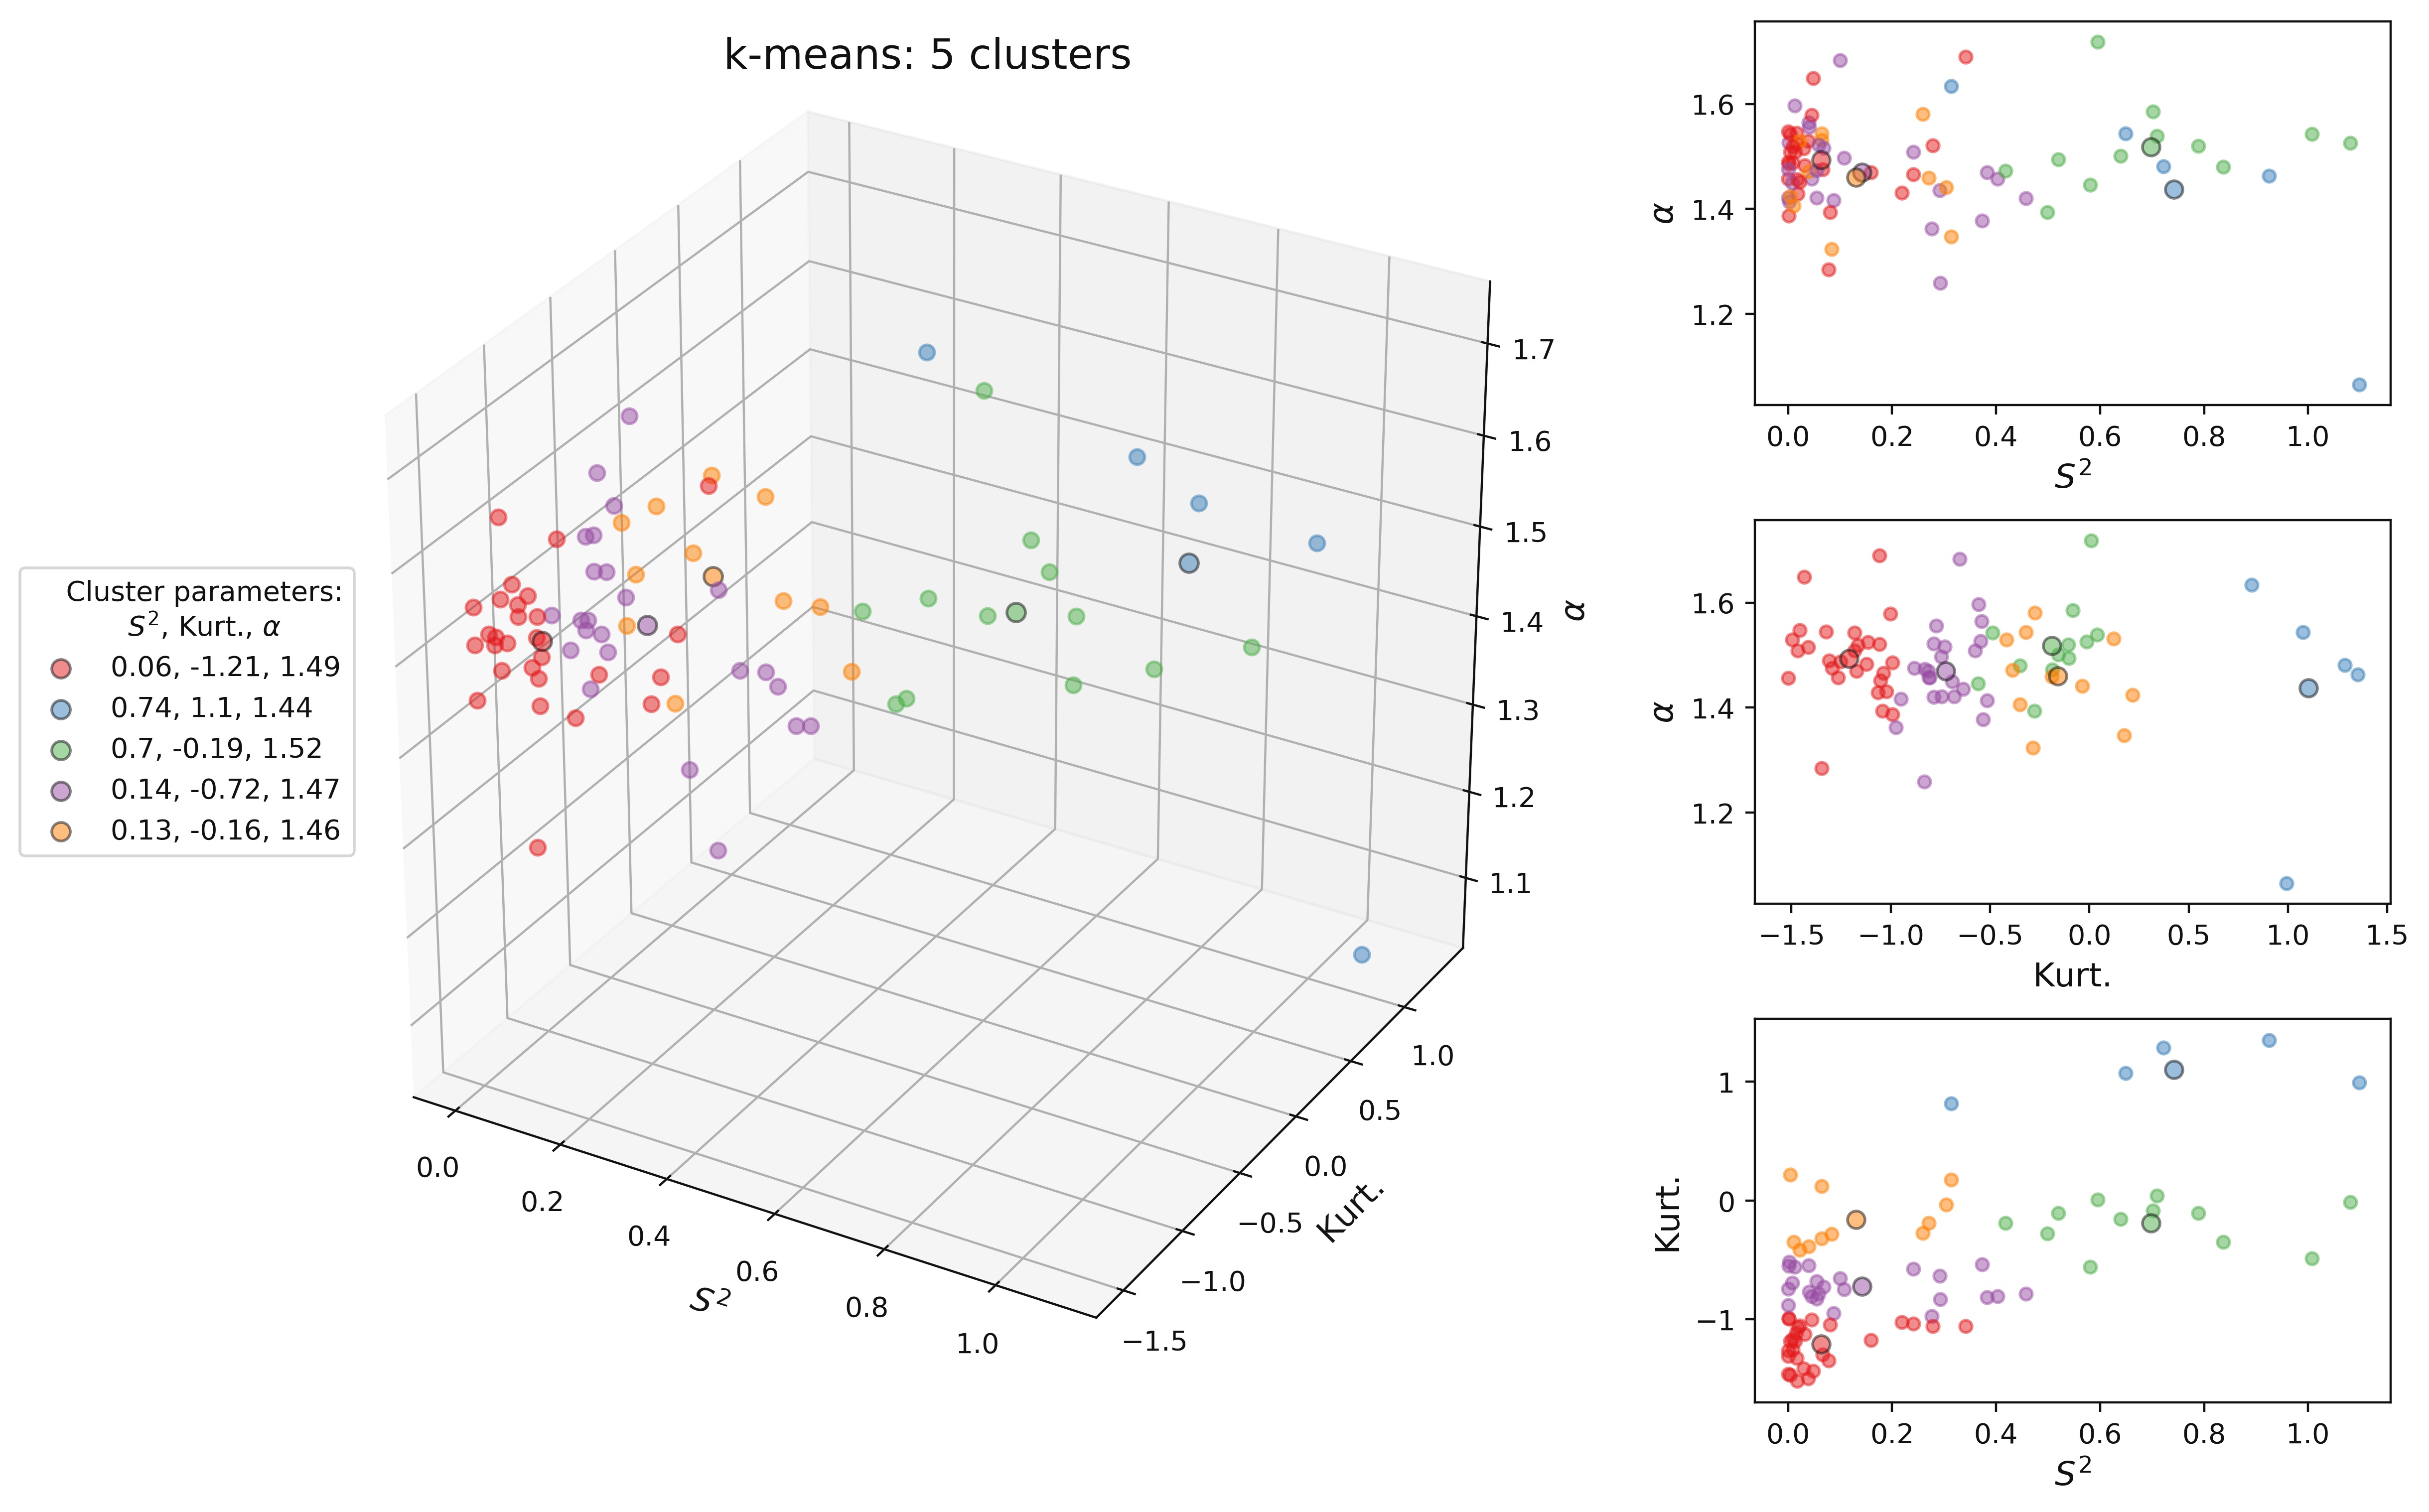 k-means: 5 clusters
Cluster parameters:
S², Kurt., α
0.06, -1.21, 1.49
0.74, 1.1, 1.44
0.7, -0.19, 1.52
0.14, -0.72, 1.47
0.13, -0.16, 1.46
0.0
0.2
0.4
0.6
0.8
1.0
S²
−1.5
−1.0
−0.5
0.0
0.5
1.0
Kurt.
1.1
1.2
1.3
1.4
1.5
1.6
1.7
α
1.6
1.4
1.2
α
0.0 0.2 0.4 0.6 0.8 1.0
S²
1.6
1.4
1.2
α
−1.5 −1.0 −0.5 0.0 0.5 1.0 1.5
Kurt.
1
0
−1
Kurt.
0.0 0.2 0.4 0.6 0.8 1.0
S²